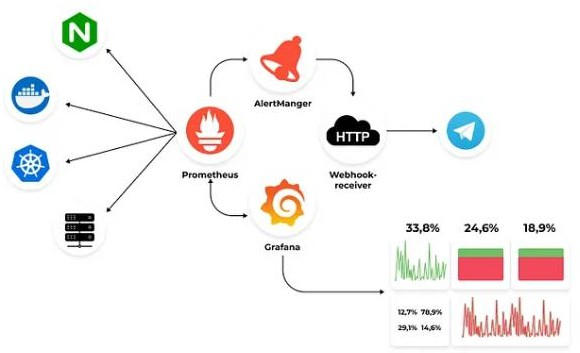 N
AlertManger
HTTP
Prometheus
Webhook-
receiver
Grafana
33,8% 24,6% 18,9%
12,7% 78,9%
29,1% 14,6%